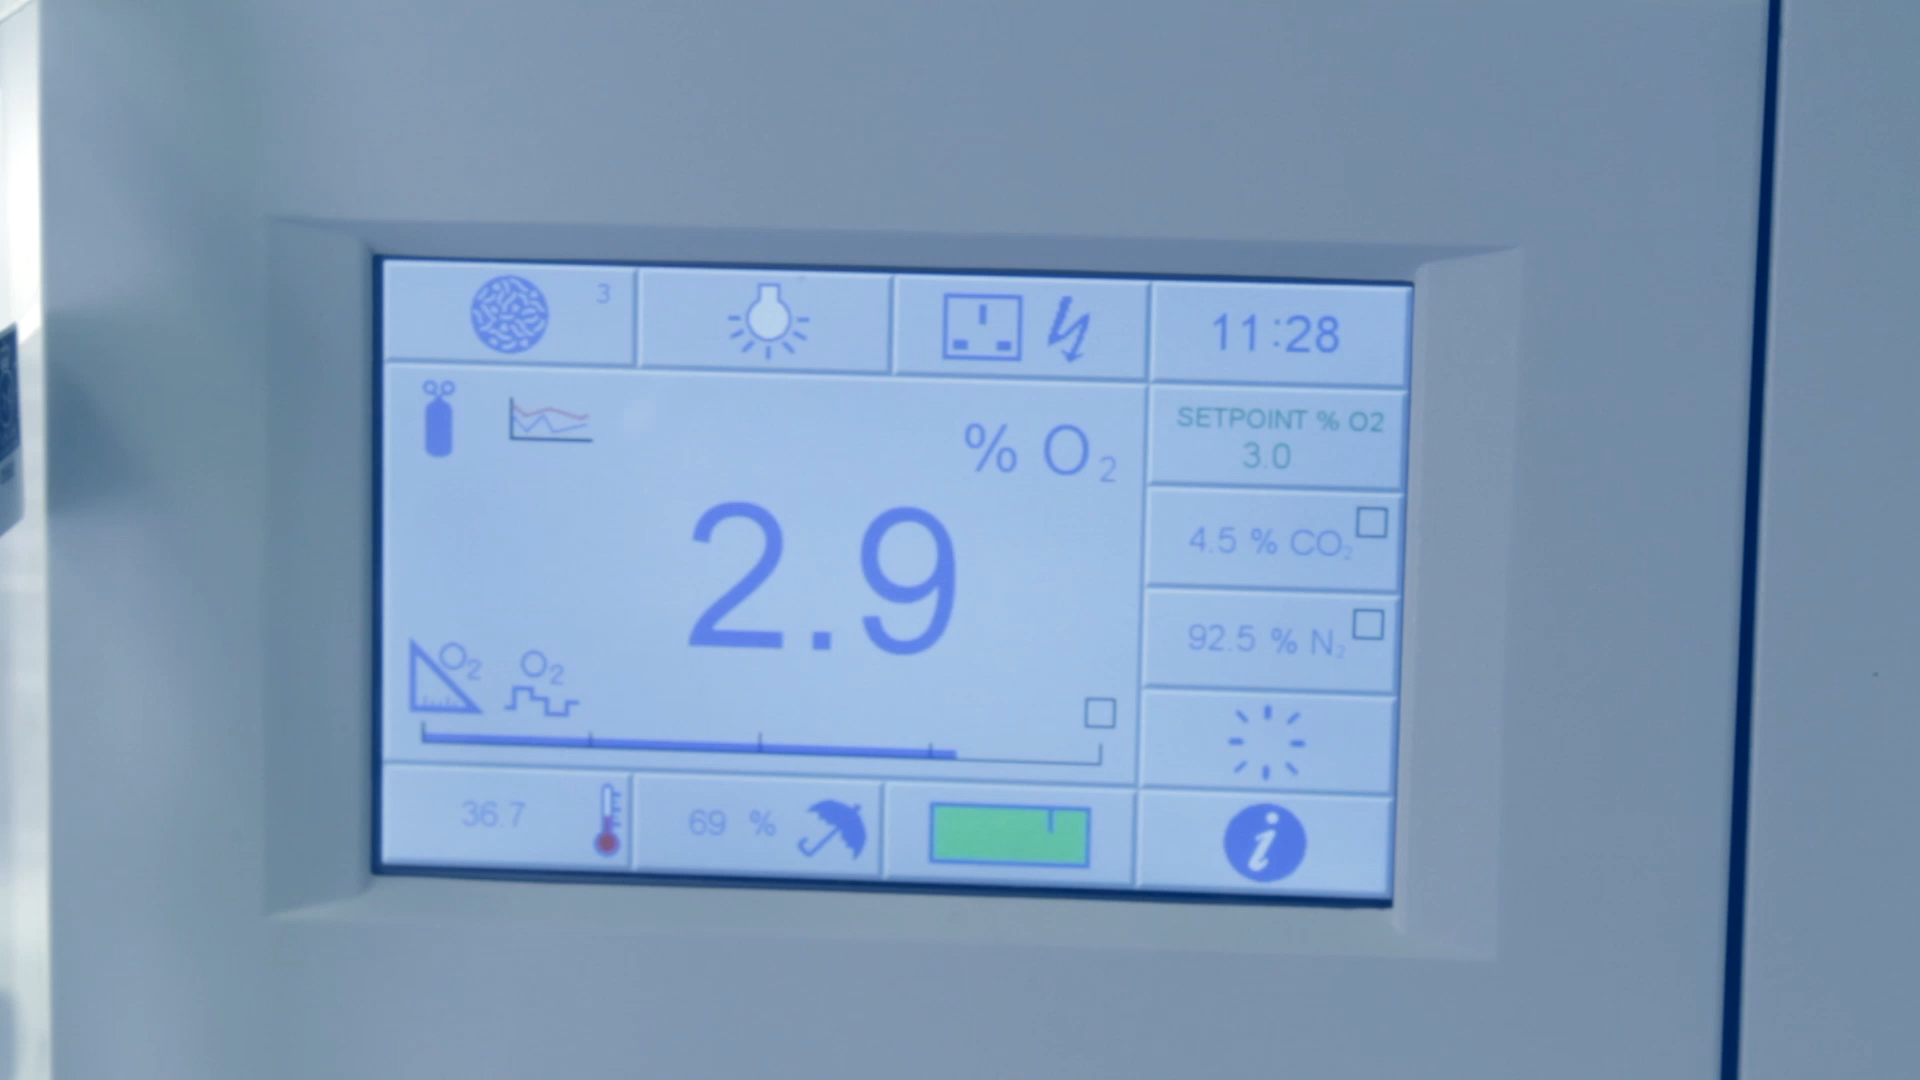 3
11:28
% O₂
SETPOINT % O2
3.0
2.9
4.5 % CO₂
92.5 % N₂
O₂
O₂
36.7
69 %
i